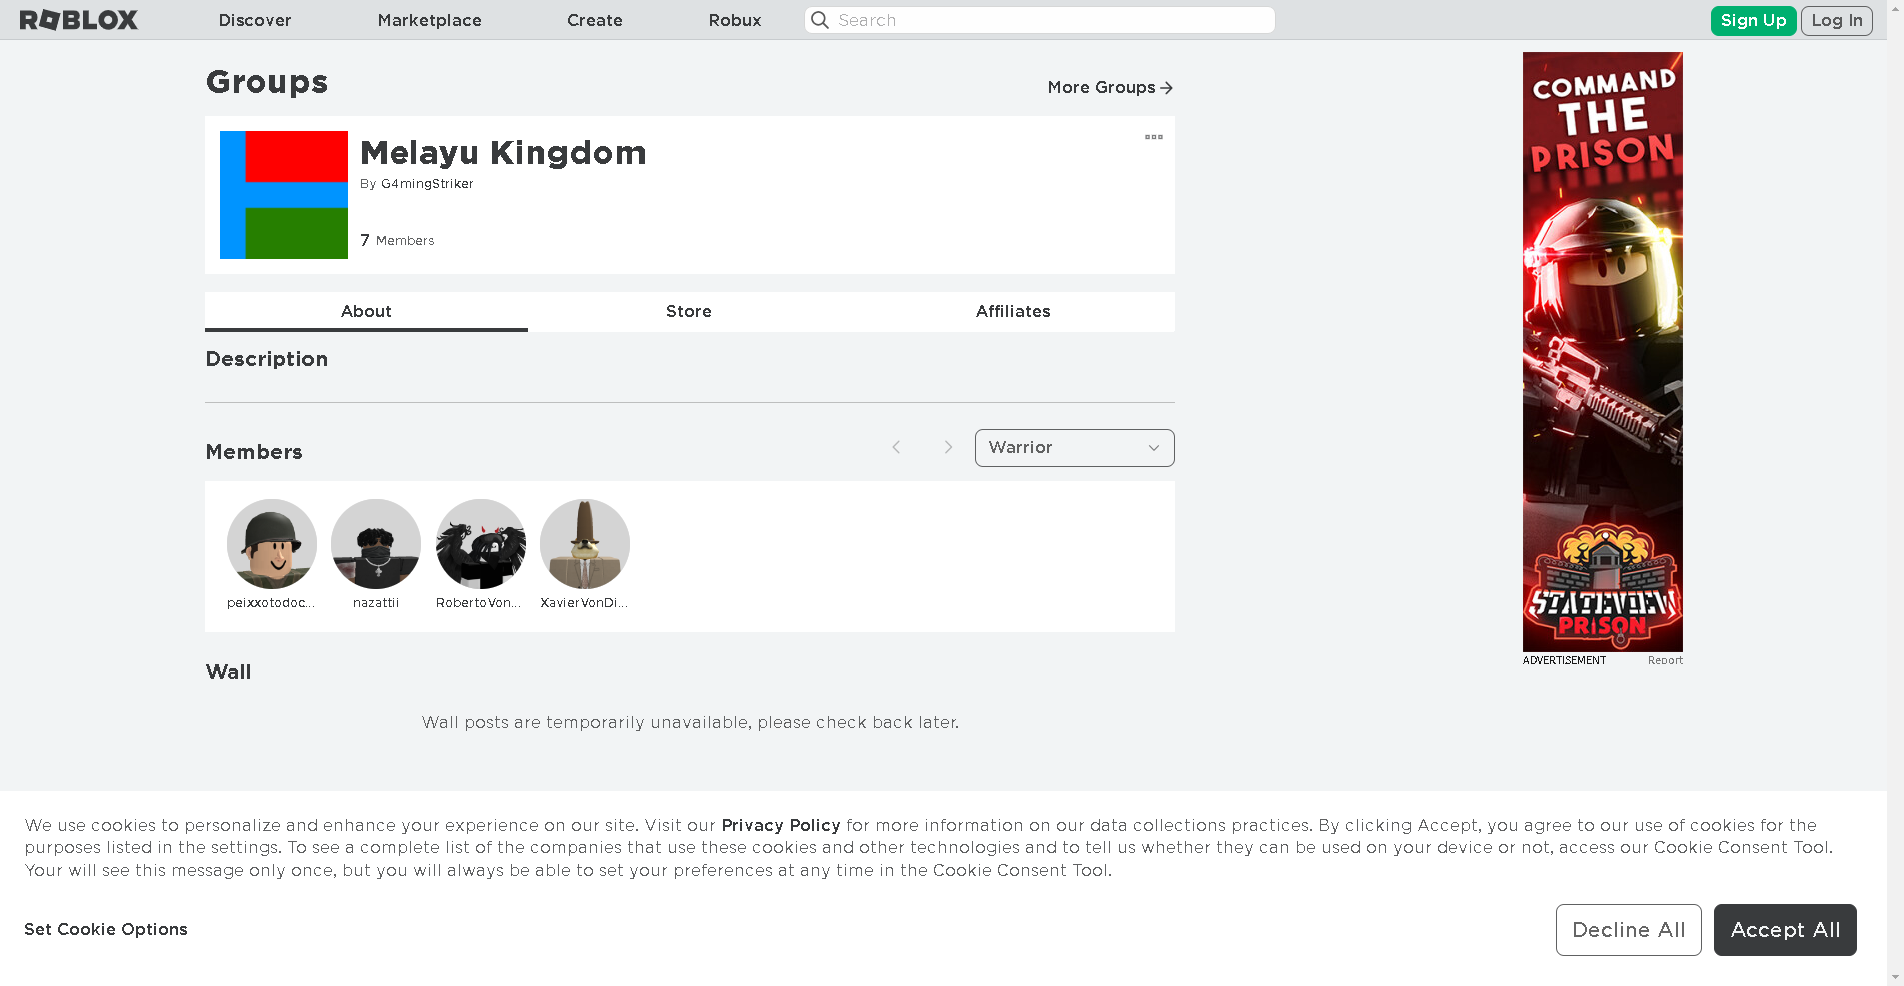 ROBLOX
Discover
Marketplace
Create
Robux
Search
Sign Up
Log In
Groups
More Groups
Melayu Kingdom
By G4mingStriker
7 Members
About
Store
Affiliates
Description
Members
Warrior
peixxotodoc...
nazattii
RobertoVon...
XavierVonDi...
Wall
Wall posts are temporarily unavailable, please check back later.
COMMAND
THE
PRISON
PRISON
ADVERTISEMENT
Report
We use cookies to personalize and enhance your experience on our site. Visit our Privacy Policy for more information on our data collections practices. By clicking Accept, you agree to our use of cookies for the
purposes listed in the settings. To see a complete list of the companies that use these cookies and other technologies and to tell us whether they can be used on your device or not, access our Cookie Consent Tool.
Your will see this message only once, but you will always be able to set your preferences at any time in the Cookie Consent Tool.
Set Cookie Options
Decline All
Accept All